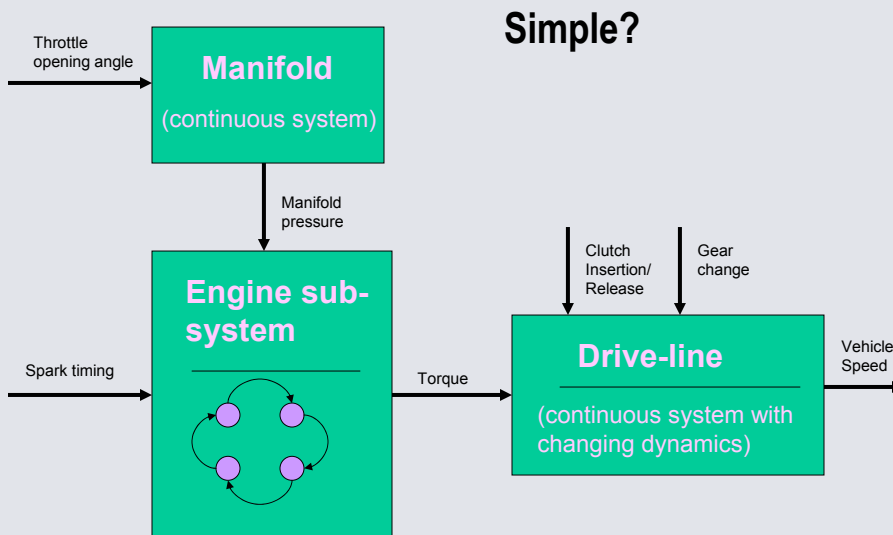 Simple?
Throttle
opening angle
Manifold
(continuous system)
Manifold
pressure
Clutch
Insertion/
Release
Gear
change
Engine sub-
system
Spark timing
Torque
Drive-line
(continuous system with
changing dynamics)
Vehicle
Speed